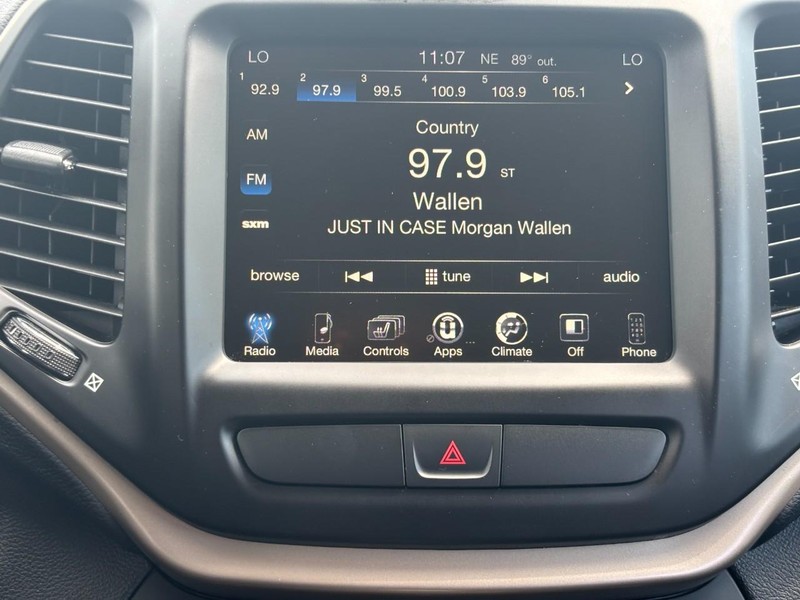 LO 11:07 NE 89° out. LO
1 92.9 2 97.9 3 99.5 4 100.9 5 103.9 6 105.1
AM
FM
sxm
Country
97.9 ST
Wallen
JUST IN CASE Morgan Wallen
browse tune audio
Radio Media Controls Apps Climate Off Phone